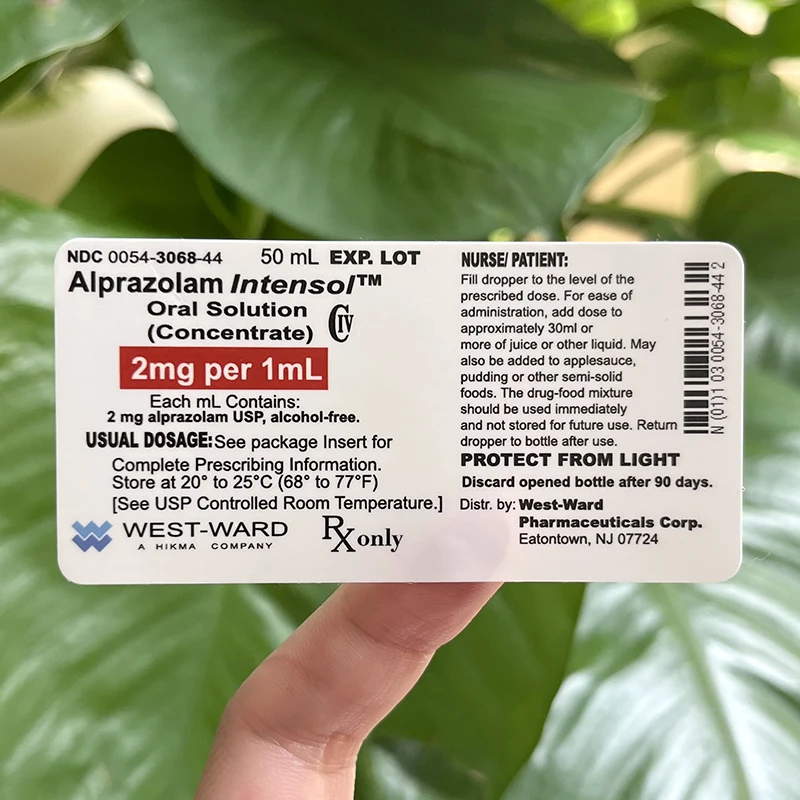 NDC 0054-3068-44 50 mL EXP. LOT
Alprazolam Intensol™
Oral Solution
(Concentrate) CIV
2mg per 1mL
Each mL Contains:
2 mg alprazolam USP, alcohol-free.
USUAL DOSAGE: See package Insert for
Complete Prescribing Information.
Store at 20° to 25°C (68° to 77°F)
[See USP Controlled Room Temperature.]
WEST-WARD
A HIKMA COMPANY
Rx only
NURSE/ PATIENT:
Fill dropper to the level of the
prescribed dose. For ease of
administration, add dose to
approximately 30ml or
more of juice or other liquid. May
also be added to applesauce,
pudding or other semi-solid
foods. The drug-food mixture
should be used immediately
and not stored for future use. Return
dropper to bottle after use.
PROTECT FROM LIGHT
Discard opened bottle after 90 days.
Distr. by: West-Ward
Pharmaceuticals Corp.
Eatontown, NJ 07724
N (01)1 03 0054-3068-44 2